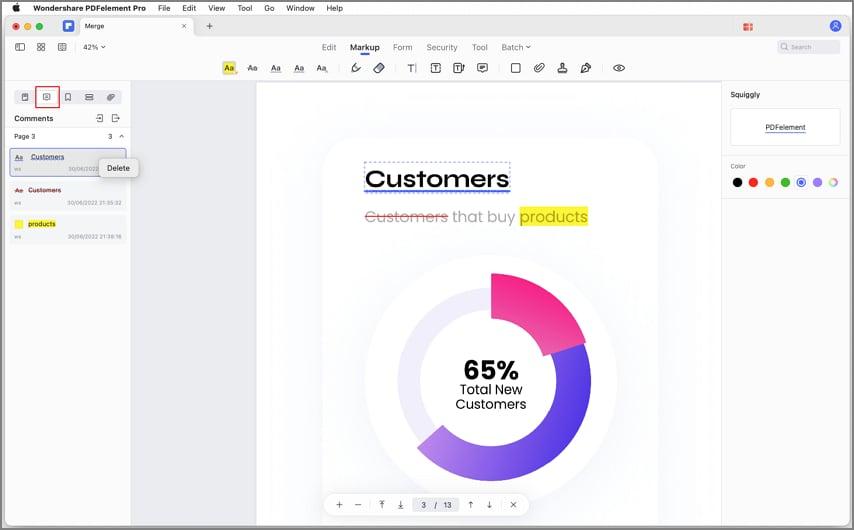 Wondershare PDFelement Pro File Edit View Tool Go Window Help
Merge
42% Edit Markup Form Security Tool Batch Search
Aa Aa Aa Aa Aa T T T
Comments
Page 3 3
Aa Customers
ws 30/06/2022
Delete
Aa Customers
ws 30/06/2022 21:35:32
products
ws 30/06/2022 21:38:16
Customers
Customers that buy products
65%
Total New
Customers
3 / 13
Squiggly
PDFelement
Color